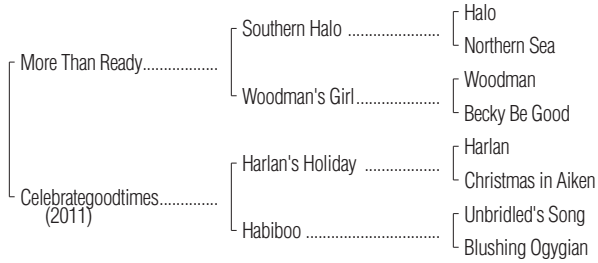 Halo
Southern Halo ....................
Northern Sea
More Than Ready................
Woodman
Woodman's Girl ..................
Becky Be Good
Harlan
Harlan's Holiday ................
Christmas in Aiken
Celebrategoodtimes.............
(2011)
Unbridled's Song
Habiboo .............................
Blushing Ogygian